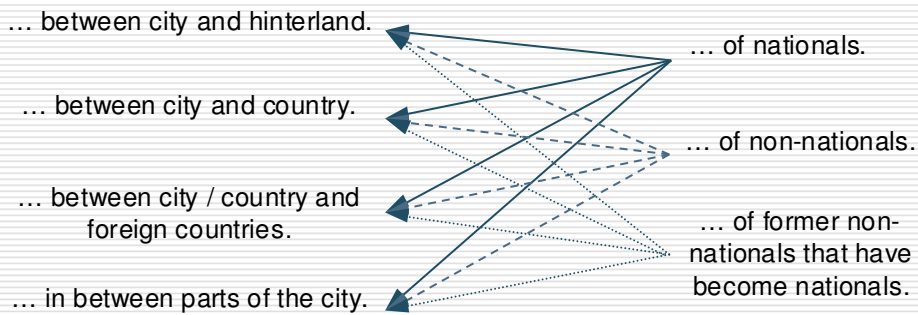 … between city and hinterland.
… between city and country.
… between city / country and
foreign countries.
… in between parts of the city.
… of nationals.
… of non-nationals.
… of former non-
nationals that have
become nationals.